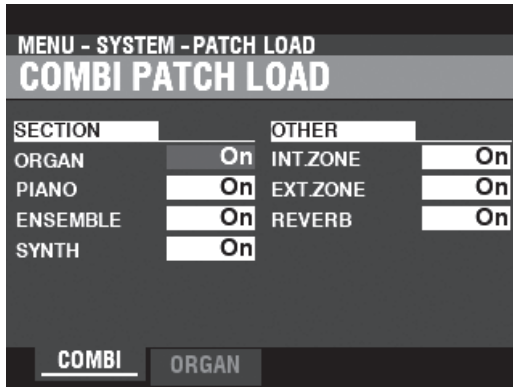 MENU - SYSTEM - PATCH LOAD
COMBI PATCH LOAD
SECTION
ORGAN On
PIANO On
ENSEMBLE On
SYNTH On
OTHER
INT.ZONE On
EXT.ZONE On
REVERB On
COMBI ORGAN